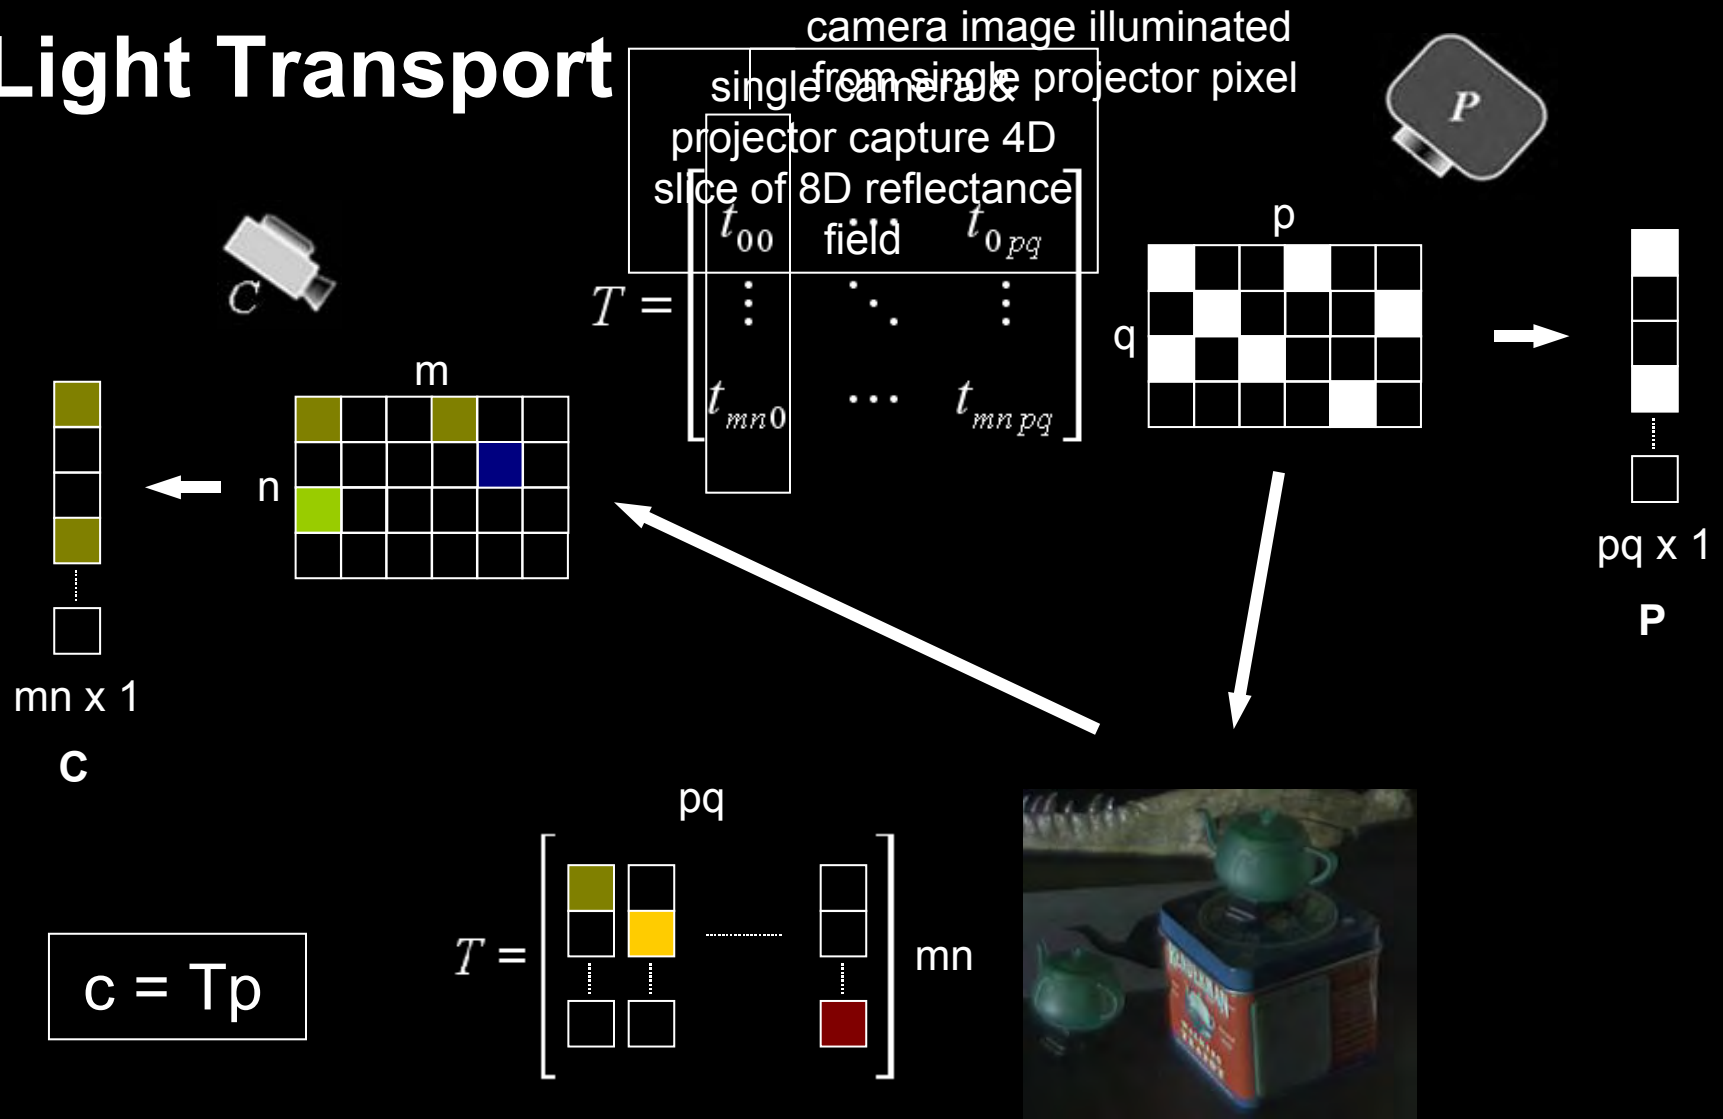 Light Transport
camera image illuminated
from single projector pixel
single camera &
projector capture 4D
slice of 8D reflectance
field
P
C
T =
t00 ⋯ t0pq
⋮ ⋱ ⋮
tmn0 ⋯ tmnpq
p
q
m
n
pq x 1
P
mn x 1
C
pq
T =
mn
c = Tp